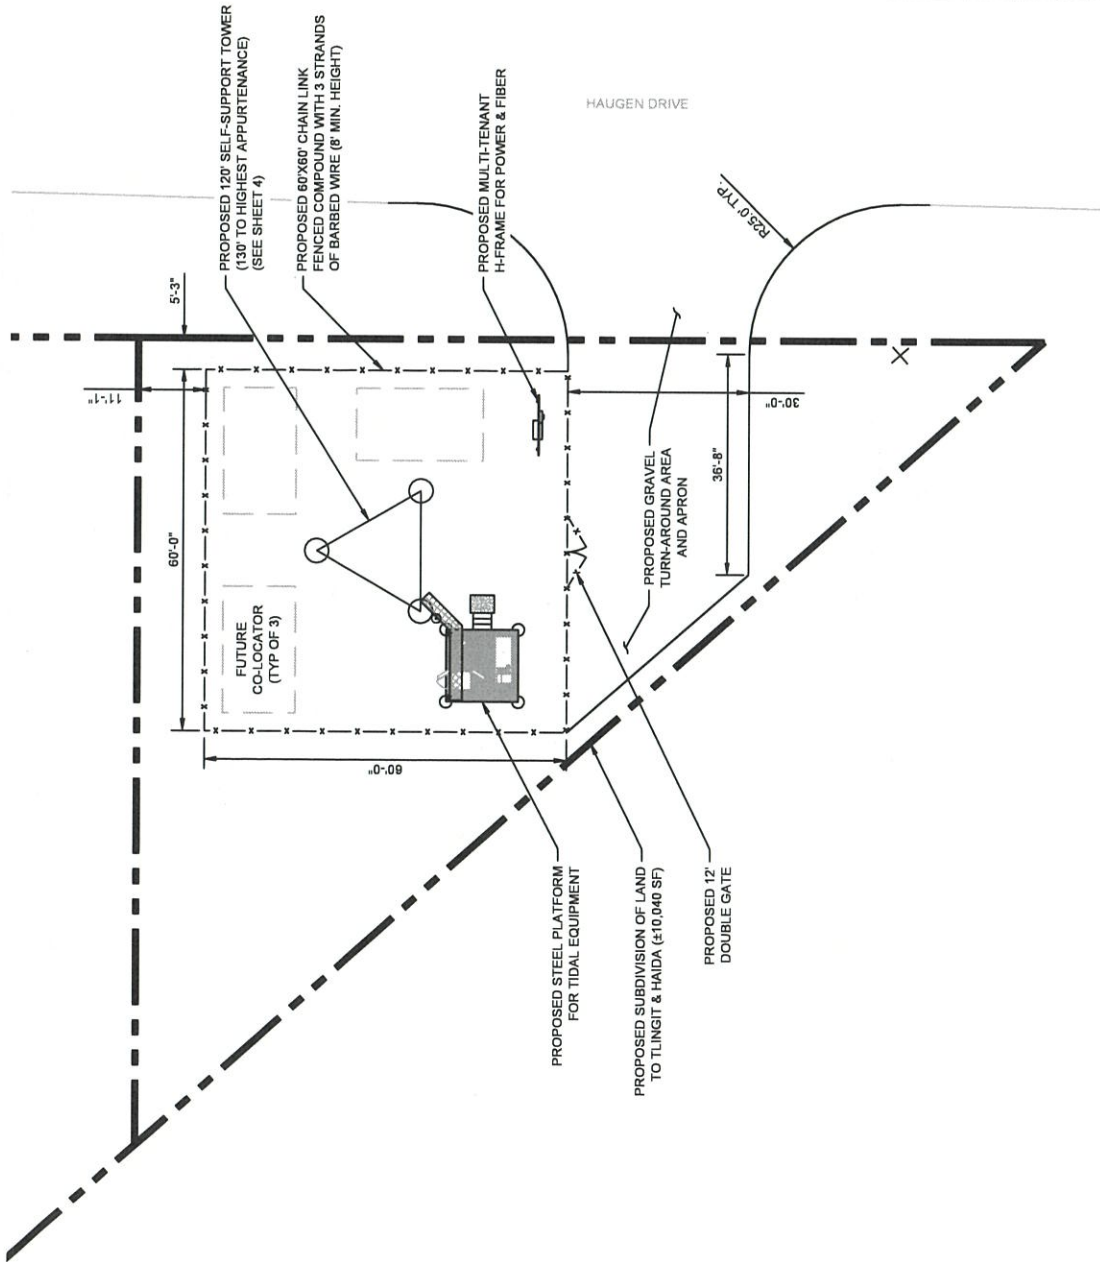 HAUGEN DRIVE
PROPOSED 120' SELF-SUPPORT TOWER
(130' TO HIGHEST APPURTENANCE)
(SEE SHEET 4)
PROPOSED 60'X60' CHAIN LINK
FENCED COMPOUND WITH 3 STRANDS
OF BARBED WIRE (8' MIN. HEIGHT)
PROPOSED MULTI-TENANT
H-FRAME FOR POWER & FIBER
R25.0' TYP.
5'-3"
11'-1"
60'-0"
FUTURE
CO-LOCATOR
(TYP OF 3)
60'-0"
30'-0"
36'-8"
PROPOSED GRAVEL
TURN-AROUND AREA
AND APRON
PROPOSED STEEL PLATFORM
FOR TIDAL EQUIPMENT
PROPOSED SUBDIVISION OF LAND
TO TLINGIT & HAIDA (±10,040 SF)
PROPOSED 12'
DOUBLE GATE